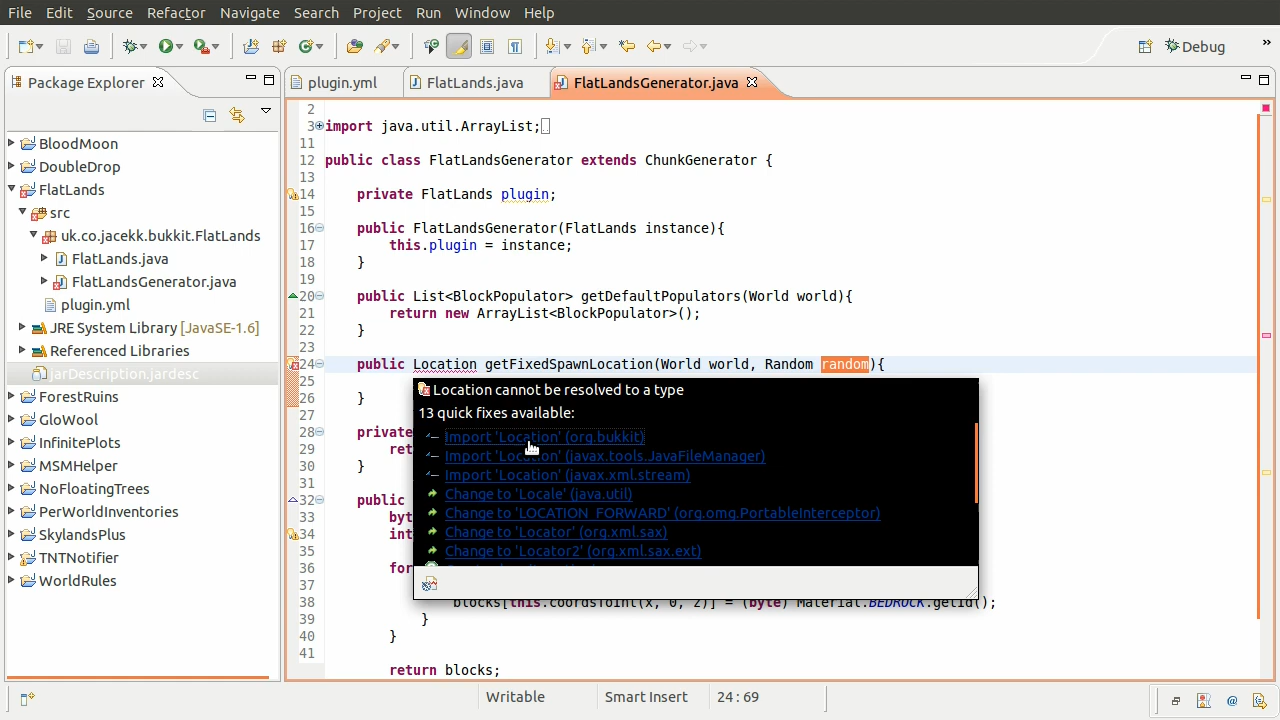 File Edit Source Refactor Navigate Search Project Run Window Help
Debug
»
Package Explorer
plugin.yml
FlatLands.java
FlatLandsGenerator.java
BloodMoon
DoubleDrop
FlatLands
src
uk.co.jacekk.bukkit.FlatLands
FlatLands.java
FlatLandsGenerator.java
plugin.yml
JRE System Library [JavaSE-1.6]
Referenced Libraries
jarDescription.jardesc
ForestRuins
GloWool
InfinitePlots
MSMHelper
NoFloatingTrees
PerWorldInventories
SkylandsPlus
TNTNotifier
WorldRules
2
3 import java.util.ArrayList;
11
12 public class FlatLandsGenerator extends ChunkGenerator {
13
14 private FlatLands plugin;
15
16 public FlatLandsGenerator(FlatLands instance){
17 this.plugin = instance;
18 }
19
20 public List<BlockPopulator> getDefaultPopulators(World world){
21 return new ArrayList<BlockPopulator>();
22 }
23
24 public Location getFixedSpawnLocation(World world, Random random){
25
26 }
27
28 private
29 ret
30 }
31
32 public
33 byt
34 int
35
36 for
37
38 blocks[this.coordsToInt(x, 0, z)] = (byte) Material.BEDROCK.getId();
39 }
40 }
41
return blocks;
Location cannot be resolved to a type
13 quick fixes available:
Import 'Location' (org.bukkit)
Import 'Location' (javax.tools.JavaFileManager)
Import 'Location' (javax.xml.stream)
Change to 'Locale' (java.util)
Change to 'LOCATION_FORWARD' (org.omg.PortableInterceptor)
Change to 'Locator' (org.xml.sax)
Change to 'Locator2' (org.xml.sax.ext)
Writable
Smart Insert
24 : 69